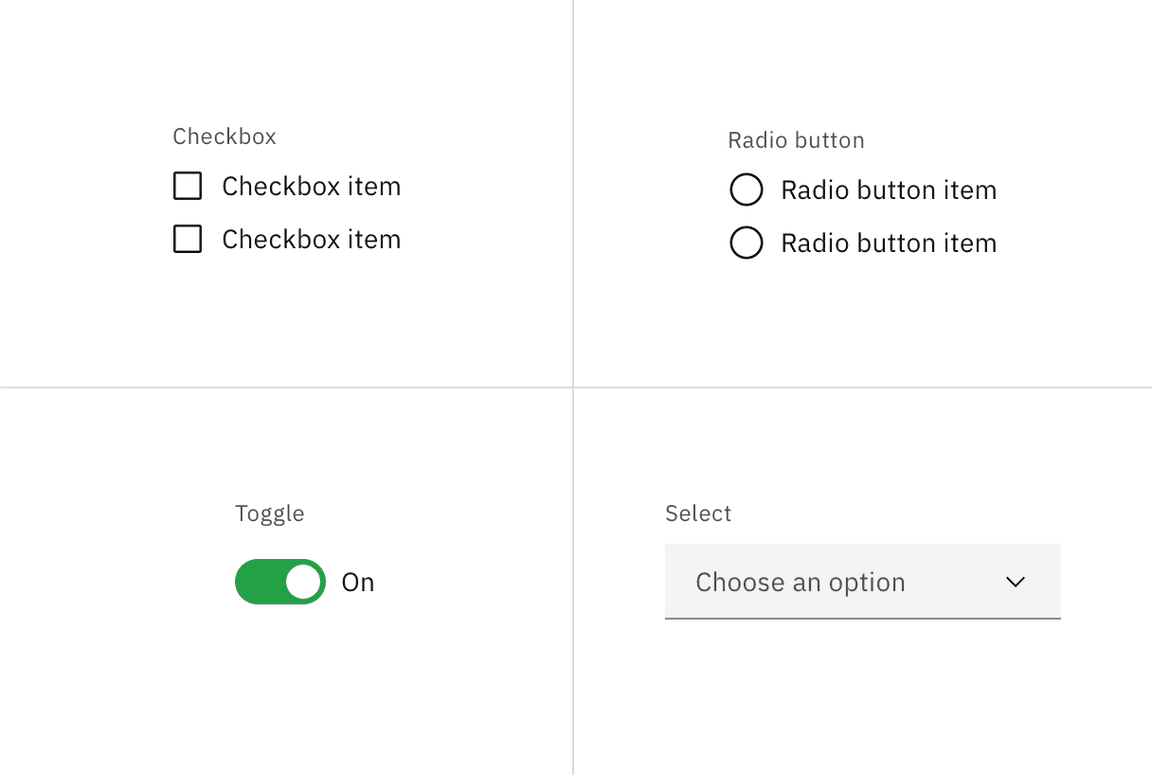 Checkbox
Checkbox item
Checkbox item
Radio button
Radio button item
Radio button item
Toggle
On
Select
Choose an option